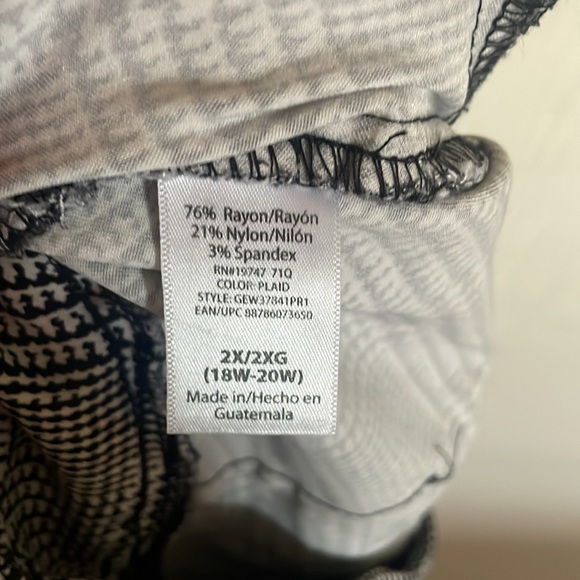 76% Rayon/Rayón
21% Nylon/Nilón
3% Spandex
RN#19747 71Q
COLOR: PLAID
STYLE: GEW37841PR1
EAN/UPC 88786073650
2X/2XG
(18W-20W)
Made in/Hecho en
Guatemala